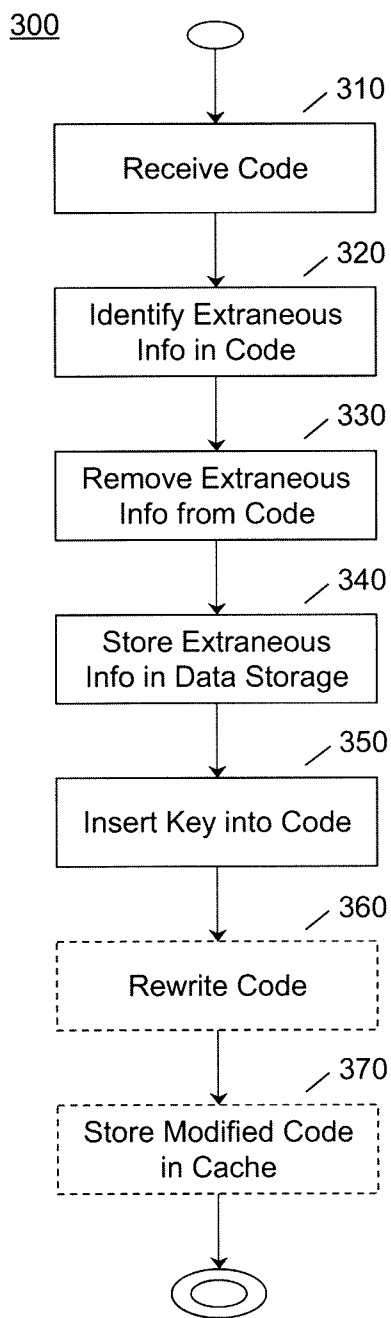 300
310
Receive Code
320
Identify Extraneous
Info in Code
330
Remove Extraneous
Info from Code
340
Store Extraneous
Info in Data Storage
350
Insert Key into Code
360
Rewrite Code
370
Store Modified Code
in Cache